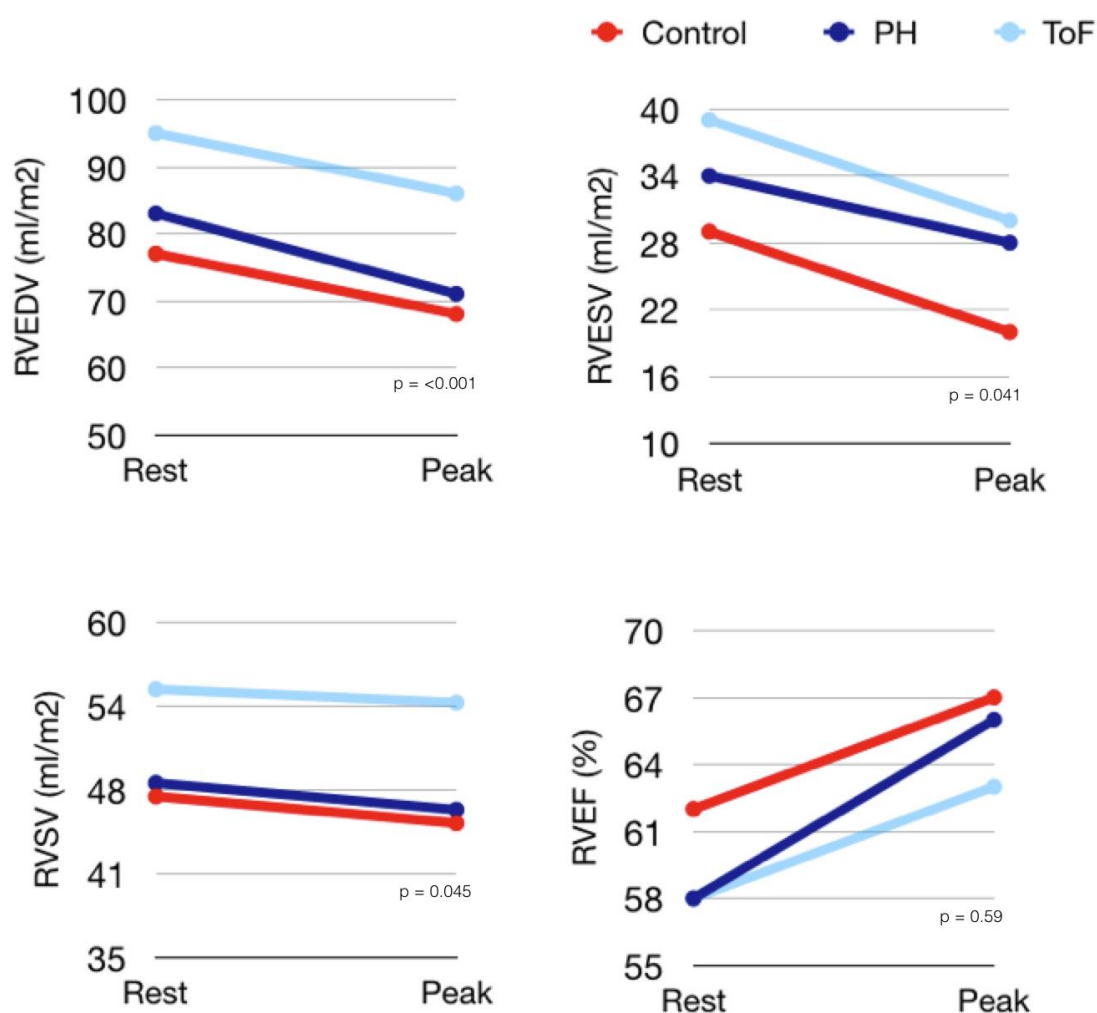 Control PH ToF
RVEDV (ml/m2)
100
90
80
70
60
50
p = <0.001
Rest Peak
RVESV (ml/m2)
40
34
28
22
16
10
p = 0.041
Rest Peak
RVSV (ml/m2)
60
54
48
41
35
p = 0.045
Rest Peak
RVEF (%)
70
67
64
61
58
55
p = 0.59
Rest Peak